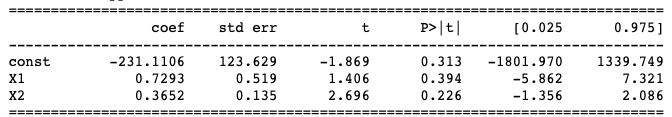 coef std err t P>|t| [0.025 0.975]
const -231.1106 123.629 -1.869 0.313 -1801.970 1339.749
X1 0.7293 0.519 1.406 0.394 -5.862 7.321
X2 0.3652 0.135 2.696 0.226 -1.356 2.086